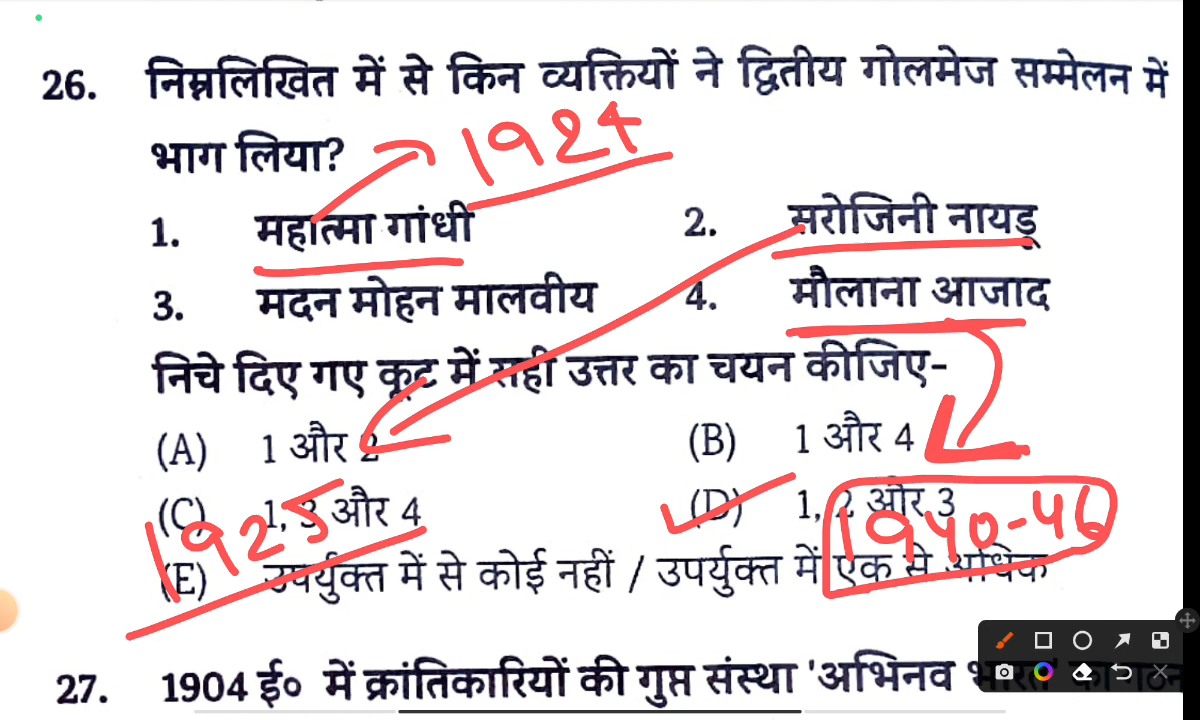 26. निम्नलिखित में से किन व्यक्तियों ने द्वितीय गोलमेज सम्मेलन में
भाग लिया?
1924
1. महात्मा गांधी 2. सरोजिनी नायडू
3. मदन मोहन मालवीय 4. मौलाना आजाद
निचे दिए गए कूट में सही उत्तर का चयन कीजिए-
(A) 1 और 2 (B) 1 और 4
(C) 1, 3 और 4 (D) 1, 2 और 3
1925 1940-46
(E) उपर्युक्त में से कोई नहीं / उपर्युक्त में एक से अधिक
27. 1904 ई० में क्रांतिकारियों की गुप्त संस्था 'अभिनव